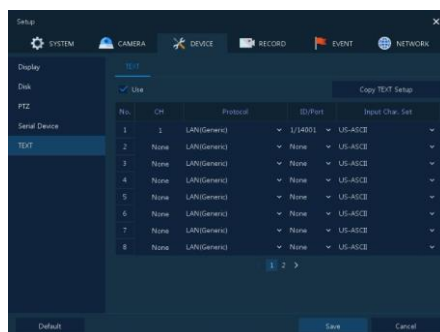 Setup
SYSTEM CAMERA DEVICE RECORD EVENT NETWORK
Display
Disk
PTZ
Serial Device
TEXT
TEXT
Use Copy TEXT Setup
No. CH Protocol ID/Port Input Char. Set
1 1 LAN(Generic) 1/14001 US-ASCII
2 None LAN(Generic) None US-ASCII
3 None LAN(Generic) None US-ASCII
4 None LAN(Generic) None US-ASCII
5 None LAN(Generic) None US-ASCII
6 None LAN(Generic) None US-ASCII
7 None LAN(Generic) None US-ASCII
8 None LAN(Generic) None US-ASCII
1 2 >
Default Save Cancel